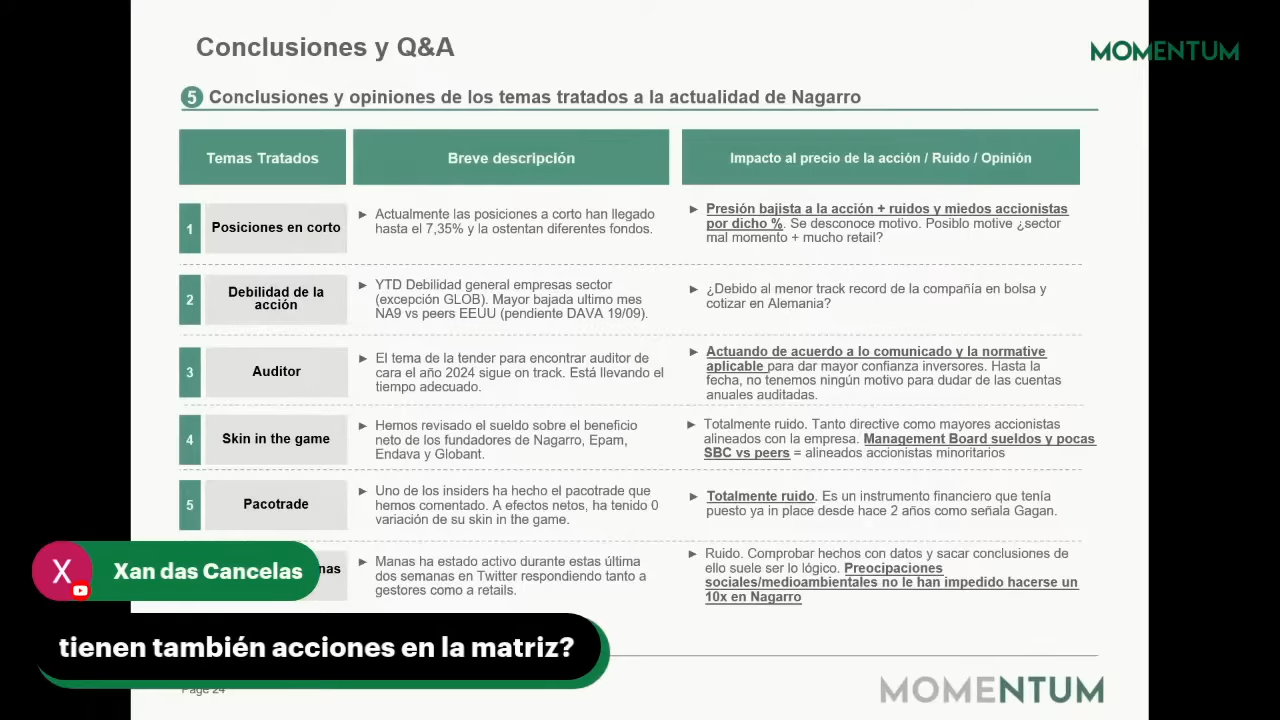 Conclusiones y Q&A
MOMENTUM
5 Conclusiones y opiniones de los temas tratados a la actualidad de Nagarro
Temas Tratados
Breve descripción
Impacto al precio de la acción / Ruido / Opinión
1
Posiciones en corto
► Actualmente las posiciones a corto han llegado
hasta el 7,35% y la ostentan diferentes fondos.
► Presión bajista a la acción + ruidos y miedos accionistas
por dicho %. Se desconoce motivo. Posiblo motive ¿sector
mal momento + mucho retail?
2
Debilidad de la
acción
► YTD Debilidad general empresas sector
(excepción GLOB). Mayor bajada ultimo mes
NA9 vs peers EEUU (pendiente DAVA 19/09).
► ¿Debido al menor track record de la compañía en bolsa y
cotizar en Alemania?
3
Auditor
► El tema de la tender para encontrar auditor de
cara el año 2024 sigue on track. Está llevando el
tiempo adecuado.
► Actuando de acuerdo a lo comunicado y la normative
aplicable para dar mayor confianza inversores. Hasta la
fecha, no tenemos ningún motivo para dudar de las cuentas
anuales auditadas.
4
Skin in the game
► Hemos revisado el sueldo sobre el beneficio
neto de los fundadores de Nagarro, Epam,
Endava y Globant.
► Totalmente ruido. Tanto directive como mayores accionistas
alineados con la empresa. Management Board sueldos y pocas
SBC vs peers = alineados accionistas minoritarios
5
Pacotrade
► Uno de los insiders ha hecho el pacotrade que
hemos comentado. A efectos netos, ha tenido 0
variación de su skin in the game.
► Totalmente ruido. Es un instrumento financiero que tenía
puesto ya in place desde hace 2 años como señala Gagan.
nas
► Manas ha estado activo durante estas última
dos semanas en Twitter respondiendo tanto a
gestores como a retails.
► Ruido. Comprobar hechos con datos y sacar conclusiones de
ello suele ser lo lógico. Preocipaciones
sociales/medioambientales no le han impedido hacerse un
10x en Nagarro
X Xan das Cancelas
tienen también acciones en la matriz?
Page 24
MOMENTUM